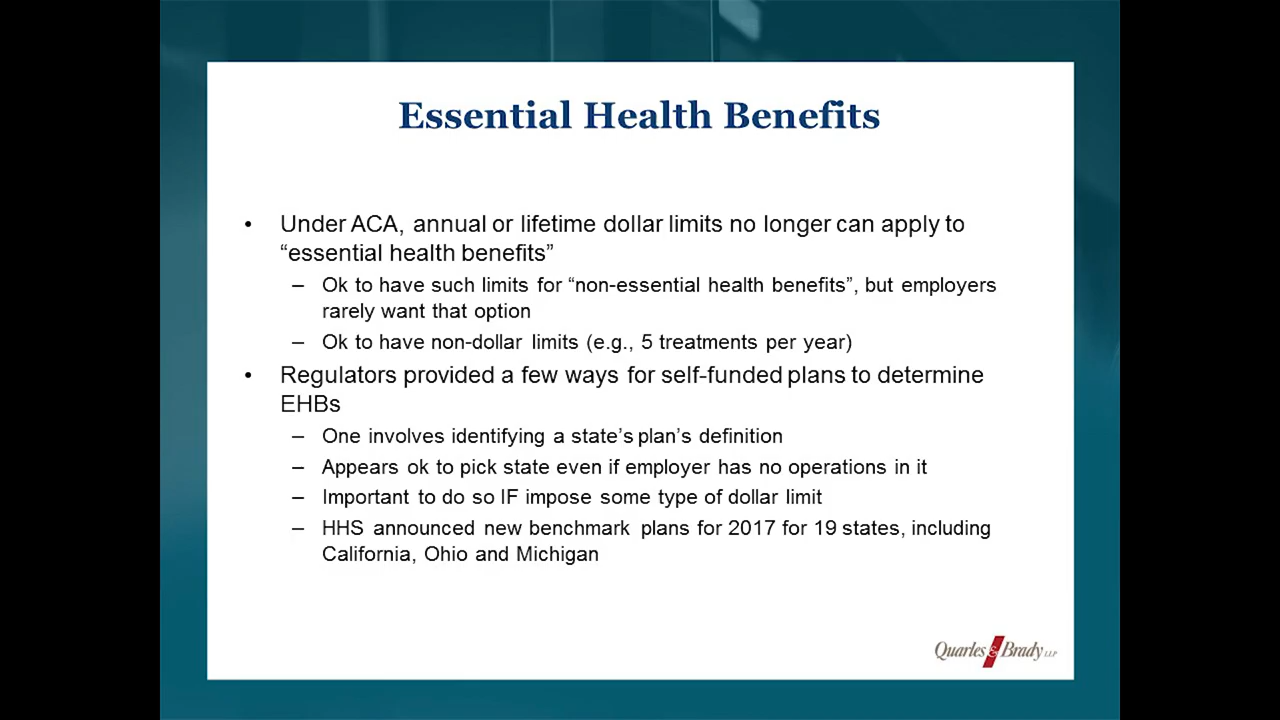 Essential Health Benefits
• Under ACA, annual or lifetime dollar limits no longer can apply to
“essential health benefits”
– Ok to have such limits for “non-essential health benefits”, but employers
rarely want that option
– Ok to have non-dollar limits (e.g., 5 treatments per year)
• Regulators provided a few ways for self-funded plans to determine
EHBs
– One involves identifying a state’s plan’s definition
– Appears ok to pick state even if employer has no operations in it
– Important to do so IF impose some type of dollar limit
– HHS announced new benchmark plans for 2017 for 19 states, including
California, Ohio and Michigan
Quarles & Brady LLP